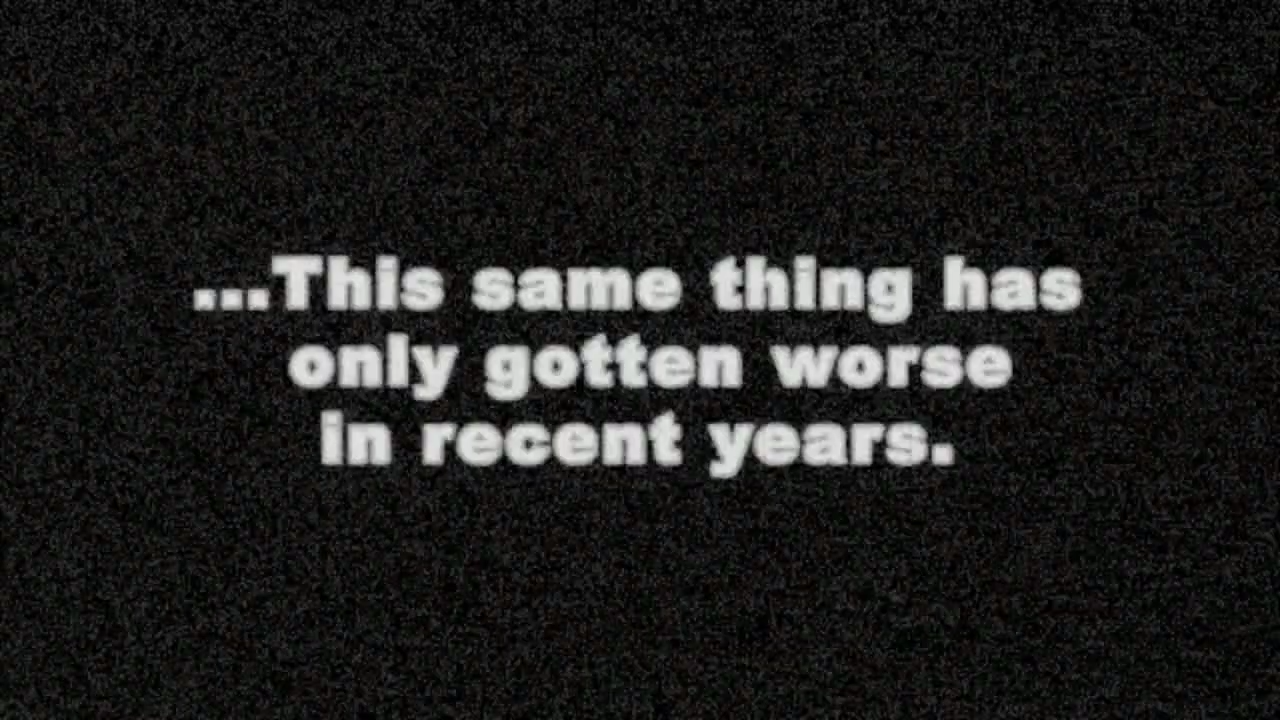 ...This same thing has
only gotten worse
in recent years.